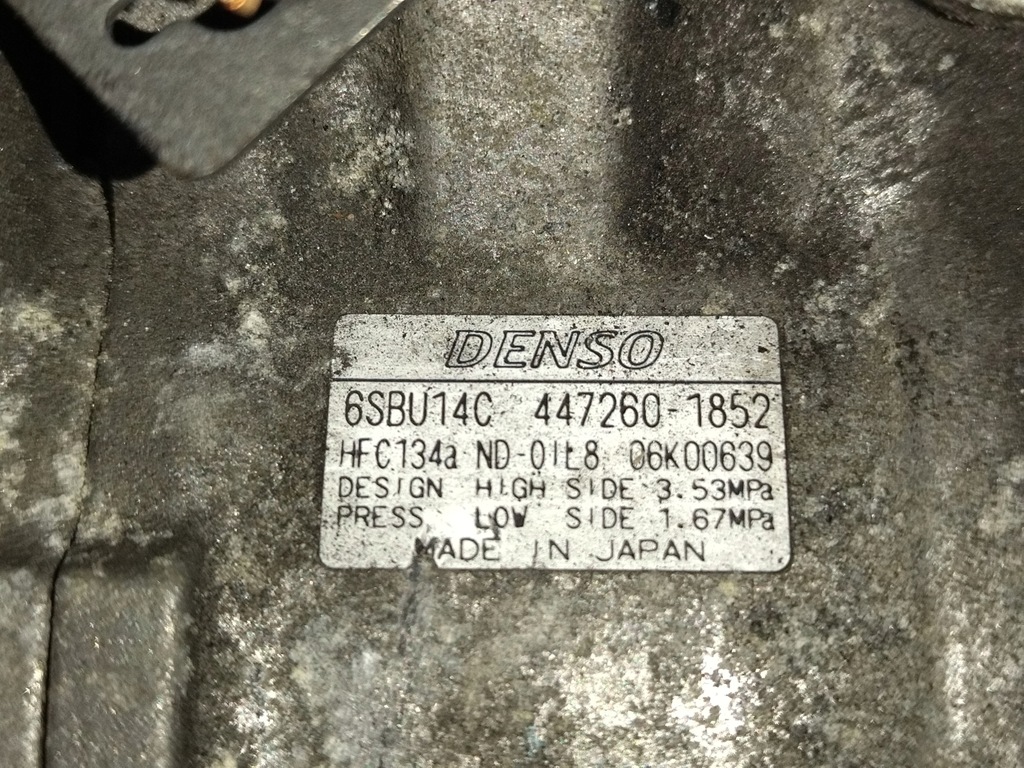 DENSO
6SBU14C 447260-1852
HFC134a ND-OIL8 06K00639
DESIGN HIGH SIDE 3.53MPa
PRESS. LOW SIDE 1.67MPa
MADE IN JAPAN